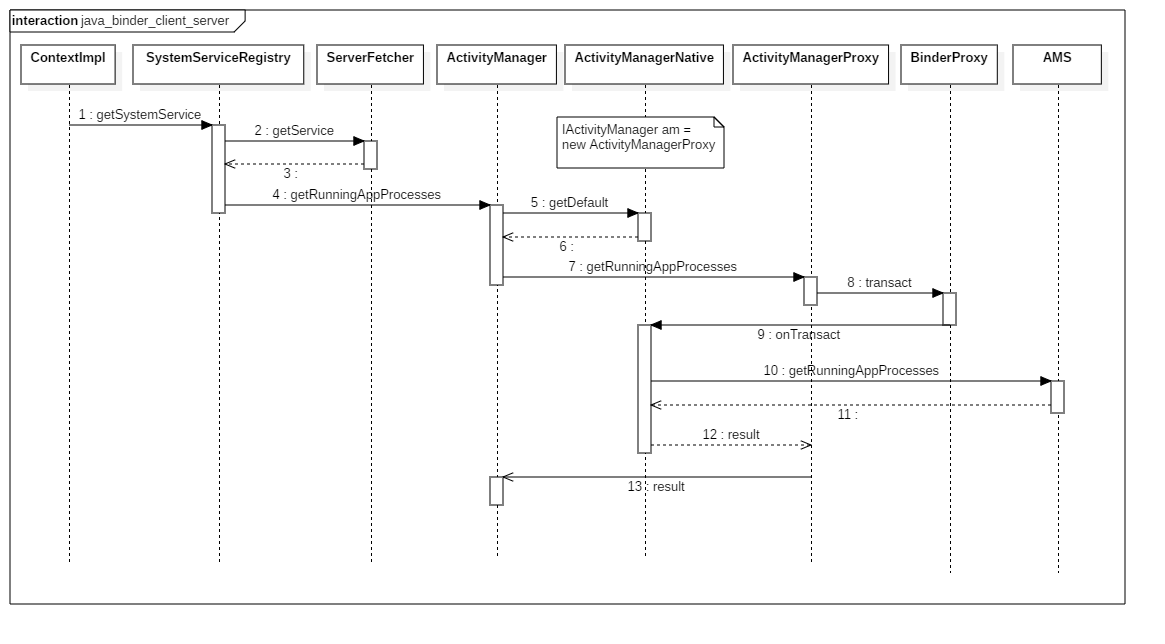 interaction java_binder_client_server
ContextImpl
SystemServiceRegistry
ServerFetcher
ActivityManager
ActivityManagerNative
ActivityManagerProxy
BinderProxy
AMS
1 : getSystemService
IActivityManager am =
new ActivityManagerProxy
2 : getService
3 :
4 : getRunningAppProcesses
5 : getDefault
6 :
7 : getRunningAppProcesses
8 : transact
9 : onTransact
10 : getRunningAppProcesses
11 :
12 : result
13 : result